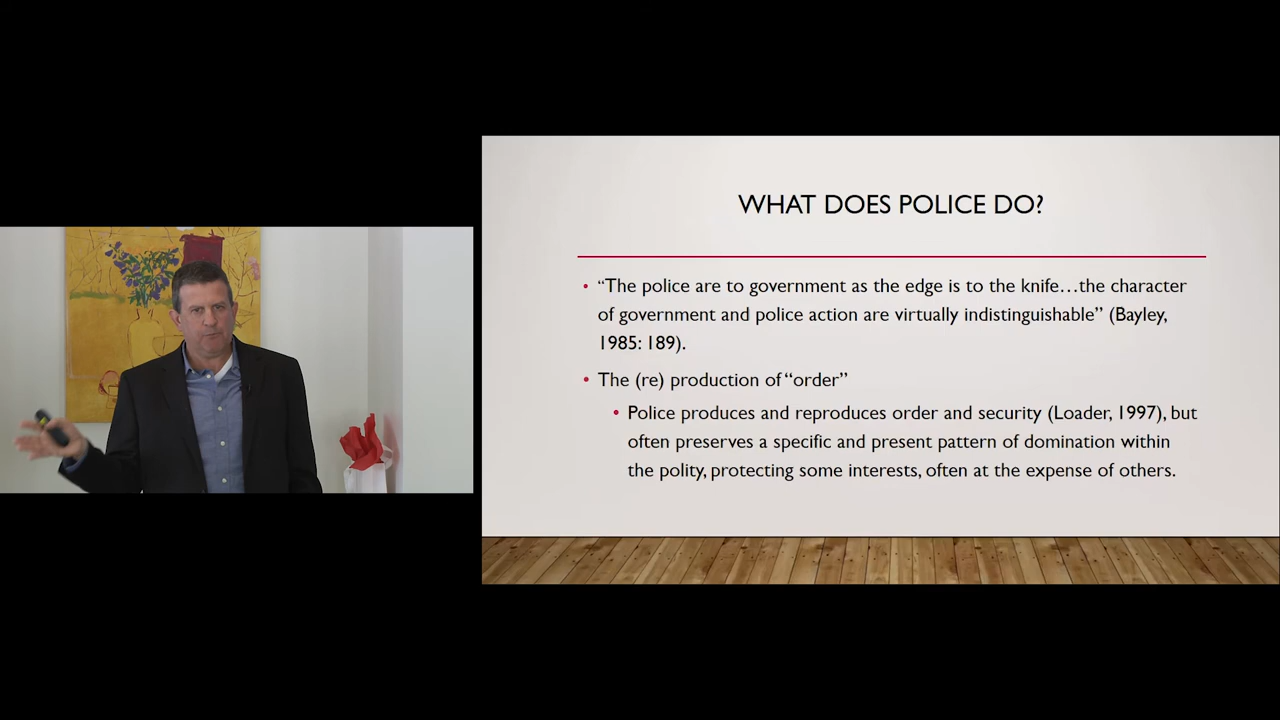 WHAT DOES POLICE DO?
• “The police are to government as the edge is to the knife…the character
of government and police action are virtually indistinguishable” (Bayley,
1985: 189).
• The (re) production of “order”
• Police produces and reproduces order and security (Loader, 1997), but
often preserves a specific and present pattern of domination within
the polity, protecting some interests, often at the expense of others.